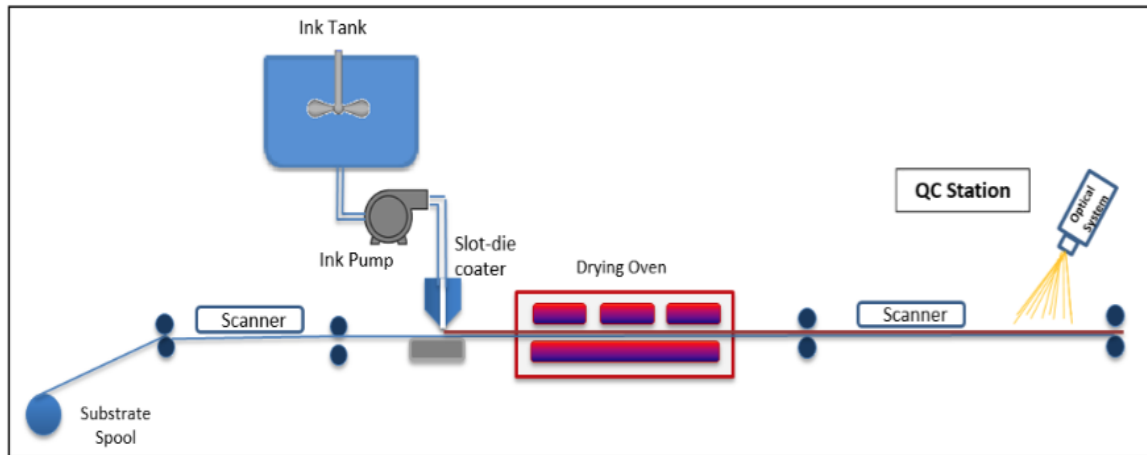 Ink Tank
QC Station
Optical
System
Ink Pump
Slot-die
coater
Drying Oven
Scanner
Scanner
Substrate
Spool